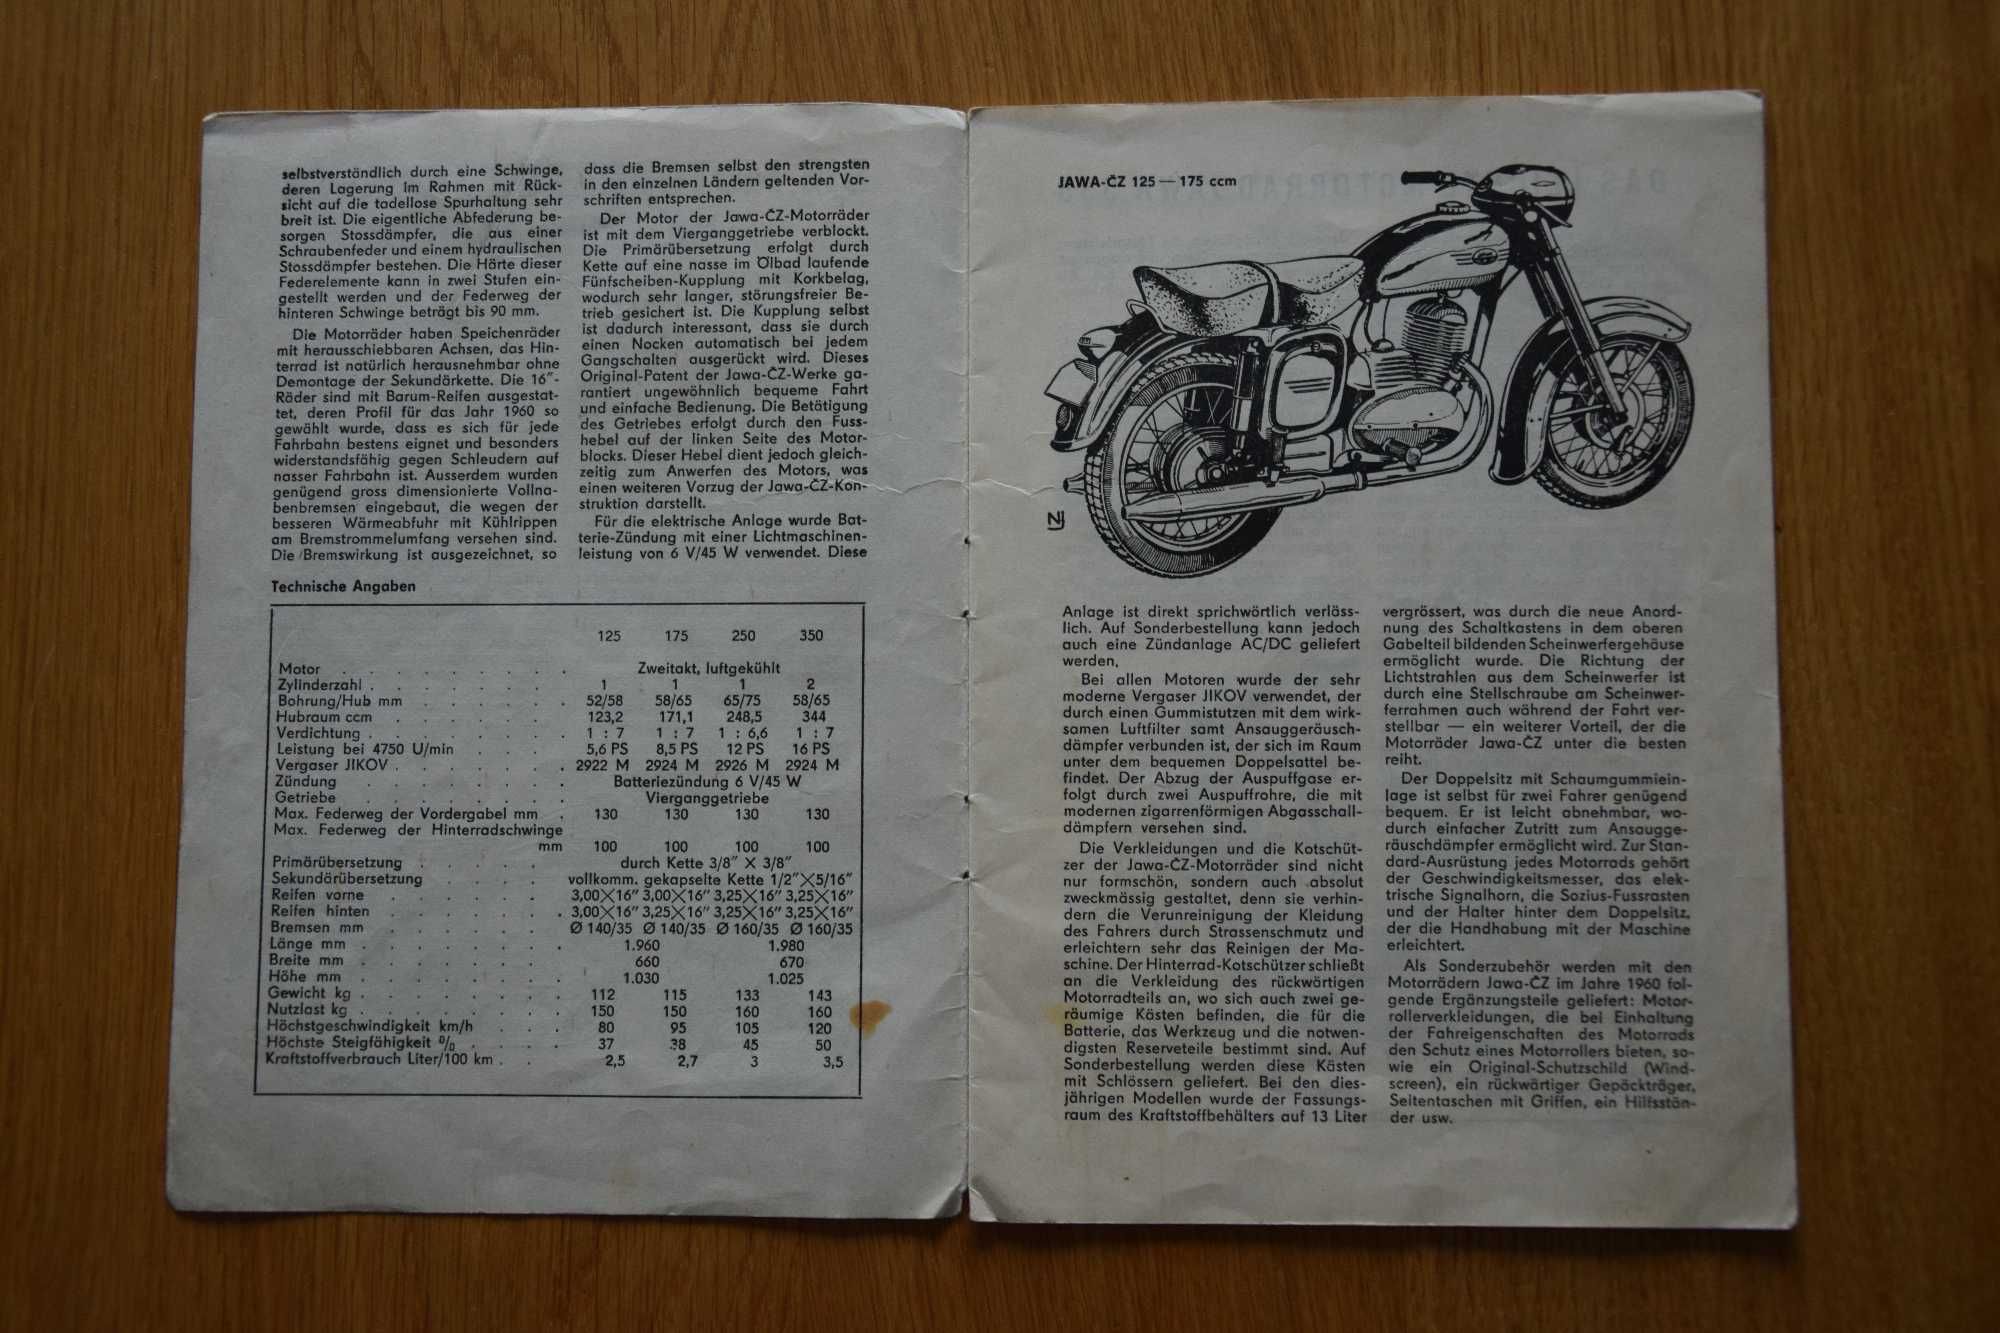 selbstverständlich durch eine Schwinge,
deren Lagerung im Rahmen mit Rück-
sicht auf die tadellose Spurhaltung sehr
breit ist. Die eigentliche Abfederung be-
sorgen Stossdämpfer, die aus einer
Schraubenfeder und einem hydraulischen
Stossdämpfer bestehen. Die Härte dieser
Federelemente kann in zwei Stufen ein-
gestellt werden und der Federweg der
hinteren Schwinge beträgt bis 90 mm.
Die Motorräder haben Speichenräder
mit herausschiebbaren Achsen, das Hin-
terrad ist natürlich herausnehmbar ohne
Demontage der Sekundärkette. Die 16″-
Räder sind mit Barum-Reifen ausgestat-
tet, deren Profil für das Jahr 1960 so
gewählt wurde, dass es sich für jede
Fahrbahn bestens eignet und besonders
widerstandsfähig gegen Schleudern auf
nasser Fahrbahn ist. Ausserdem wurden
genügend gross dimensionierte Vollna-
benbremsen eingebaut, die wegen der
besseren Wärmeabfuhr mit Kühlrippen
am Bremstrommelumfang versehen sind.
Die Bremswirkung ist ausgezeichnet, so
dass die Bremsen selbst den strengsten
in den einzelnen Ländern geltenden Vor-
schriften entsprechen.
Der Motor der Jawa-ČZ-Motorräder
ist mit dem Vierganggetriebe verblockt.
Die Primärübersetzung erfolgt durch
Kette auf eine nasse im Ölbad laufende
Fünfscheiben-Kupplung mit Korkbelag,
wodurch sehr langer, störungsfreier Be-
trieb gesichert ist. Die Kupplung selbst
ist dadurch interessant, dass sie durch
einen Nocken automatisch bei jedem
Gangschalten ausgerückt wird. Dieses
Original-Patent der Jawa-ČZ-Werke ga-
rantiert ungewöhnlich bequeme Fahrt
und einfache Bedienung. Die Betätigung
des Getriebes erfolgt durch den Fuss-
hebel auf der linken Seite des Motor-
blocks. Dieser Hebel dient jedoch gleich-
zeitig zum Anwerfen des Motors, was
einen weiteren Vorzug der Jawa-ČZ-Kon-
struktion darstellt.
Für die elektrische Anlage wurde Bat-
terie-Zündung mit einer Lichtmaschinen-
leistung von 6 V/45 W verwendet. Diese
Technische Angaben
125 175 250 350
Motor . . . . . . . . . Zweitakt, luftgekühlt
Zylinderzahl . . . . . . . 1 1 1 2
Bohrung/Hub mm . . . . . . 52/58 58/65 65/75 58/65
Hubraum ccm . . . . . . 123,2 171,1 248,5 344
Verdichtung . . . . . . . 1 : 7 1 : 7 1 : 6,6 1 : 7
Leistung bei 4750 U/min . . . 5,6 PS 8,5 PS 12 PS 16 PS
Vergaser JIKOV . . . . . . . 2922 M 2924 M 2926 M 2924 M
Zündung . . . . . . . . Batteriezündung 6 V/45 W
Getriebe . . . . . . . . Vierganggetriebe
Max. Federweg der Vordergabel mm . 130 130 130 130
Max. Federweg der Hinterradschwinge
mm 100 100 100 100
Primärübersetzung . . . . . durch Kette 3/8″ X 3/8″
Sekundärübersetzung . . . . vollkomm. gekapselte Kette 1/2″×5/16″
Reifen vorne . . . . . . 3,00×16″ 3,00×16″ 3,25×16″ 3,25×16″
Reifen hinten . . . . . . . 3,00×16″ 3,25×16″ 3,25×16″ 3,25×16″
Bremsen mm . . . . . . Ø 140/35 Ø 140/35 Ø 160/35 Ø 160/35
Länge mm . . . . . . . . 1.960 1.980
Breite mm . . . . . . . 660 670
Höhe mm . . . . . . . . 1.030 1.025
Gewicht kg . . . . . . . . 112 115 133 143
Nutzlast kg . . . . . . . . 150 150 160 160
Höchstgeschwindigkeit km/h . . . 80 95 105 120
Höchste Steigfähigkeit % . . . . 37 38 45 50
Kraftstoffverbrauch Liter/100 km . . 2,5 2,7 3 3,5
JAWA-ČZ 125 — 175 ccm
NJ
Anlage ist direkt sprichwörtlich verläss-
lich. Auf Sonderbestellung kann jedoch
auch eine Zündanlage AC/DC geliefert
werden,
Bei allen Motoren wurde der sehr
moderne Vergaser JIKOV verwendet, der
durch einen Gummistutzen mit dem wirk-
samen Luftfilter samt Ansauggeräusch-
dämpfer verbunden ist, der sich im Raum
unter dem bequemen Doppelsattel be-
findet. Der Abzug der Auspuffgase er-
folgt durch zwei Auspuffrohre, die mit
modernen zigarrenförmigen Abgasschall-
dämpfern versehen sind.
Die Verkleidungen und die Kotschüt-
zer der Jawa-ČZ-Motorräder sind nicht
nur formschön, sondern auch absolut
zweckmässig gestaltet, denn sie verhin-
dern die Verunreinigung der Kleidung
des Fahrers durch Strassenschmutz und
erleichtern sehr das Reinigen der Ma-
schine. Der Hinterrad-Kotschützer schließt
an die Verkleidung des rückwärtigen
Motorradteils an, wo sich auch zwei ge-
räumige Kästen befinden, die für die
Batterie, das Werkzeug und die notwen-
digsten Reserveteile bestimmt sind. Auf
Sonderbestellung werden diese Kästen
mit Schlössern geliefert. Bei den dies-
jährigen Modellen wurde der Fassungs-
raum des Kraftstoffbehälters auf 13 Liter
vergrössert, was durch die neue Anord-
nung des Schaltkastens in dem oberen
Gabelteil bildenden Scheinwerfergehäuse
ermöglicht wurde. Die Richtung der
Lichtstrahlen aus dem Scheinwerfer ist
durch eine Stellschraube am Scheinwer-
ferrahmen auch während der Fahrt ver-
stellbar — ein weiterer Vorteil, der die
Motorräder Jawa-ČZ unter die besten
reiht.
Der Doppelsitz mit Schaumgummiein-
lage ist selbst für zwei Fahrer genügend
bequem. Er ist leicht abnehmbar, wo-
durch einfacher Zutritt zum Ansaugge-
räuschdämpfer ermöglicht wird. Zur Stan-
dard-Ausrüstung jedes Motorrads gehört
der Geschwindigkeitsmesser, das elek-
trische Signalhorn, die Sozius-Fussrasten
und der Halter hinter dem Doppelsitz,
der die Handhabung mit der Maschine
erleichtert.
Als Sonderzubehör werden mit den
Motorrädern Jawa-ČZ im Jahre 1960 fol-
gende Ergänzungsteile geliefert: Motor-
rollerverkleidungen, die bei Einhaltung
der Fahreigenschaften des Motorrads
den Schutz eines Motorrollers bieten, so-
wie ein Original-Schutzschild (Wind-
screen), ein rückwärtiger Gepäckträger,
Seitentaschen mit Griffen, ein Hilfsstän-
der usw.